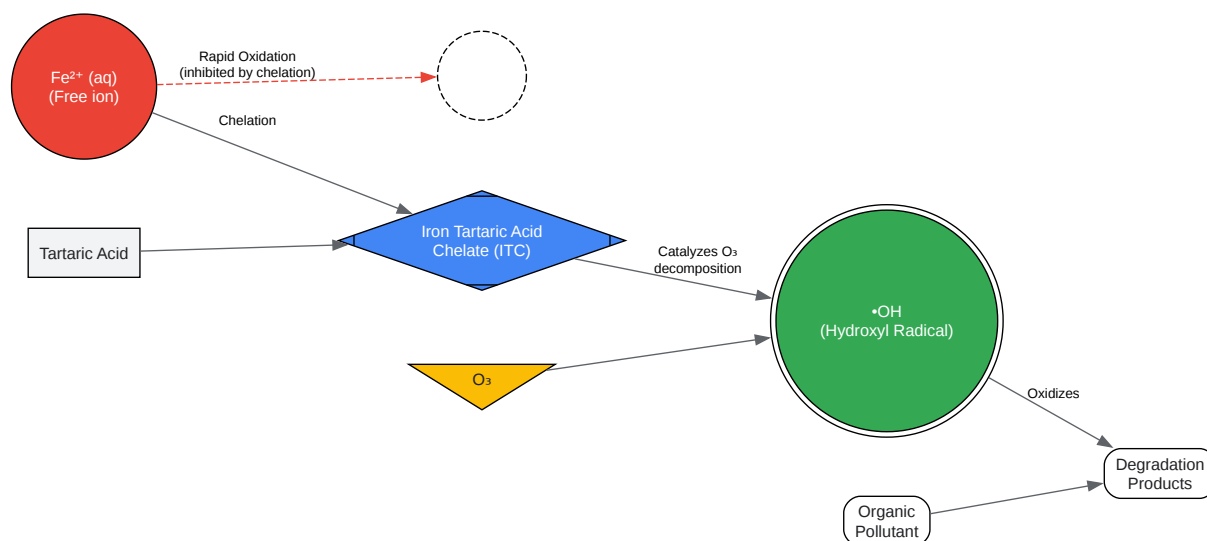 Fe²⁺ (aq)
(Free ion)
Rapid Oxidation
(inhibited by chelation)
Chelation
Tartaric Acid
Iron Tartaric Acid
Chelate (ITC)
Catalyzes O₃
decomposition
O₃
•OH
(Hydroxyl Radical)
Oxidizes
Degradation
Products
Organic
Pollutant